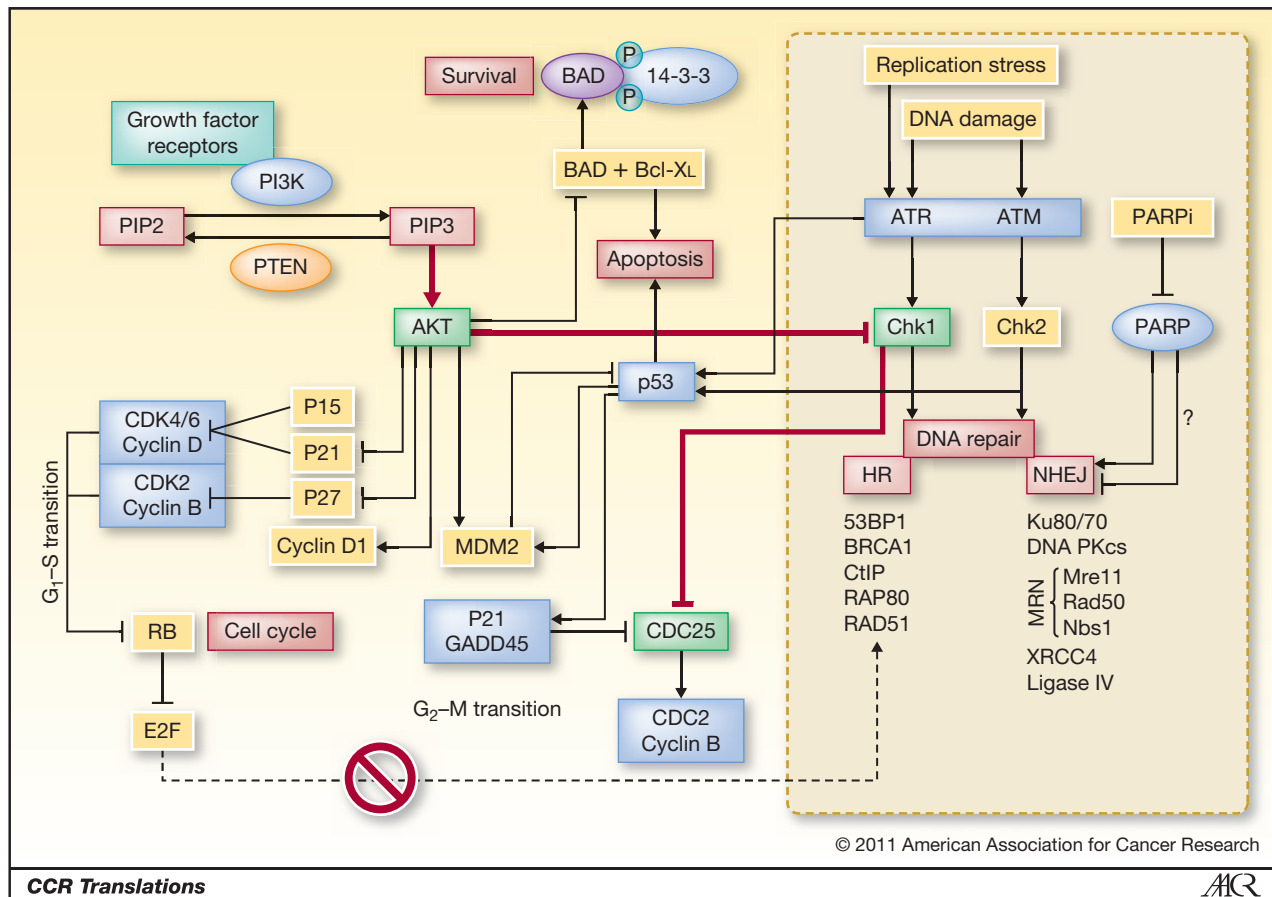 Survival
BAD
P
P
14-3-3
Growth factor
receptors
PI3K
BAD + Bcl-XL
PIP2
PIP3
PTEN
Apoptosis
AKT
p53
CDK4/6
Cyclin D
CDK2
Cyclin B
P15
P21
P27
Cyclin D1
MDM2
G1–S transition
RB
Cell cycle
E2F
P21
GADD45
CDC25
G2–M transition
CDC2
Cyclin B
Replication stress
DNA damage
ATR
ATM
PARPi
Chk1
Chk2
PARP
?
DNA repair
HR
NHEJ
53BP1
BRCA1
CtIP
RAP80
RAD51
Ku80/70
DNA PKcs
MRN
Mre11
Rad50
Nbs1
XRCC4
Ligase IV
© 2011 American Association for Cancer Research
CCR Translations
AACR